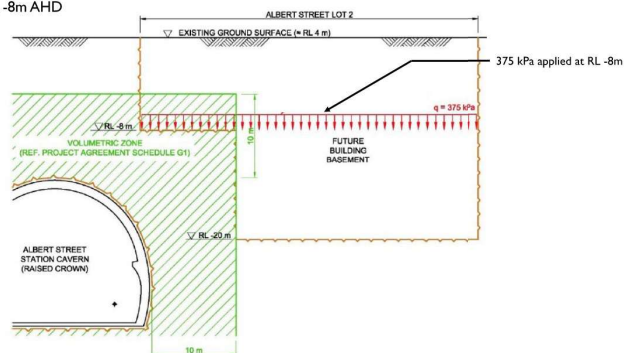 -8m AHD
ALBERT STREET LOT 2
EXISTING GROUND SURFACE (≈ RL 4 m)
375 kPa applied at RL -8m
q = 375 kPa
RL -8 m
10 m
VOLUMETRIC ZONE
(REF. PROJECT AGREEMENT SCHEDULE G1)
FUTURE
BUILDING
BASEMENT
RL -20 m
ALBERT STREET
STATION CAVERN
(RAISED CROWN)
10 m